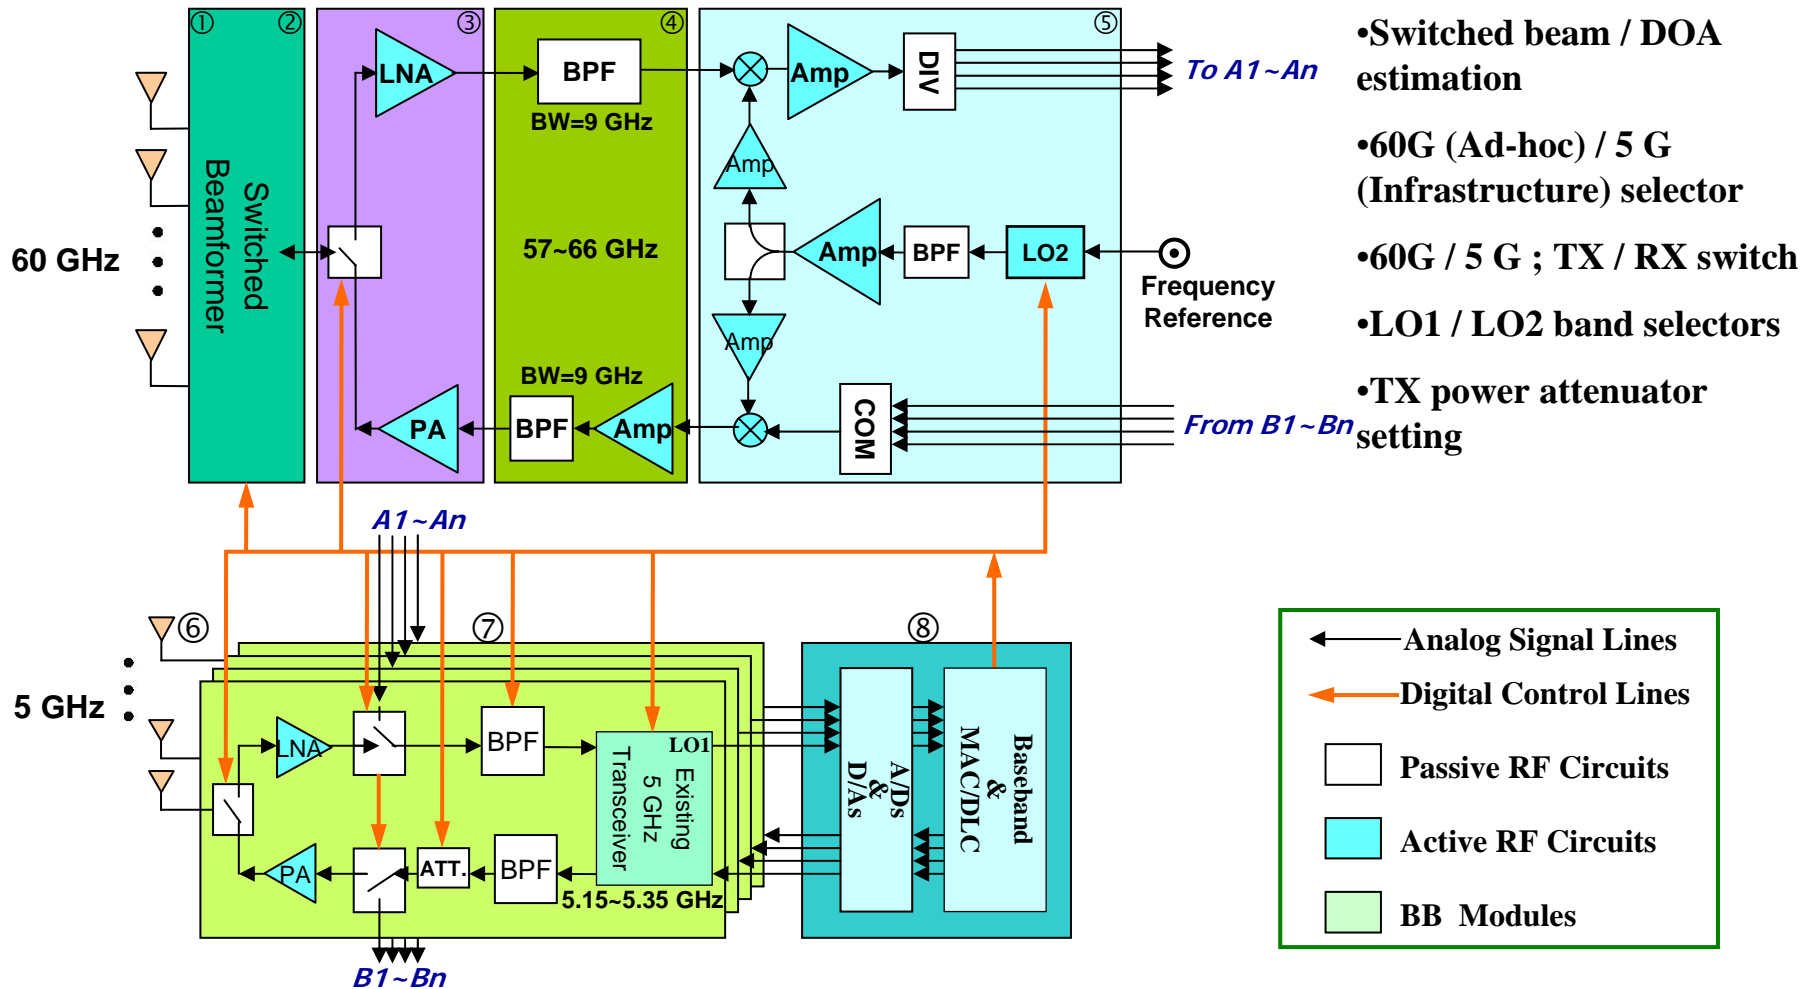 ① ② ③ ④ ⑤
LNA
BPF
BW=9 GHz
Amp
DIV
To A1~An
Amp
Switched
Beamformer
60 GHz
57~66 GHz
Amp
BPF
LO2
Frequency
Reference
Amp
BW=9 GHz
PA
BPF
Amp
COM
From B1~Bn
•Switched beam / DOA
estimation
•60G (Ad-hoc) / 5 G
(Infrastructure) selector
•60G / 5 G ; TX / RX switch
•LO1 / LO2 band selectors
•TX power attenuator
setting
A1~An
⑥ ⑦ ⑧
5 GHz
LNA
BPF
LO1
Existing
5 GHz
Transceiver
PA
ATT.
BPF
5.15~5.35 GHz
B1~Bn
A/Ds
&
D/As
Baseband
&
MAC/DLC
Analog Signal Lines
Digital Control Lines
Passive RF Circuits
Active RF Circuits
BB Modules